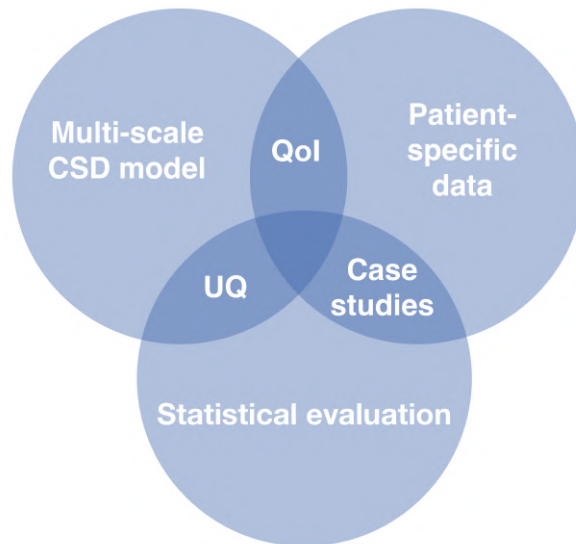 Multi-scale
CSD model
QoI
Patient-
specific
data
UQ
Case
studies
Statistical evaluation